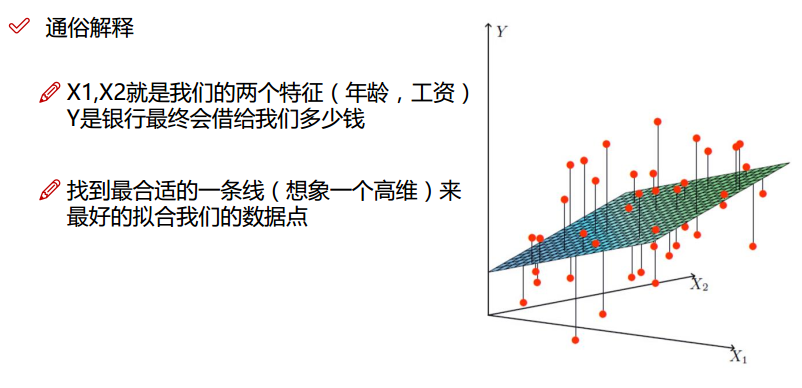 通俗解释
X1,X2就是我们的两个特征（年龄，工资）
Y是银行最终会借给我们多少钱
找到最合适的一条线（想象一个高维）来
最好的拟合我们的数据点
Y
X₂
X₁